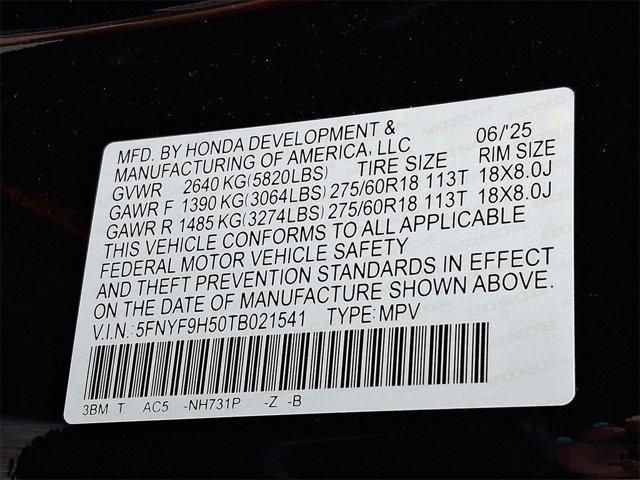 MFD. BY HONDA DEVELOPMENT &
MANUFACTURING OF AMERICA, LLC 06/'25
GVWR 2640 KG(5820LBS) TIRE SIZE RIM SIZE
GAWR F 1390 KG(3064LBS) 275/60R18 113T 18X8.0J
GAWR R 1485 KG(3274LBS) 275/60R18 113T 18X8.0J
THIS VEHICLE CONFORMS TO ALL APPLICABLE
FEDERAL MOTOR VEHICLE SAFETY
AND THEFT PREVENTION STANDARDS IN EFFECT
ON THE DATE OF MANUFACTURE SHOWN ABOVE.
V.I.N.: 5FNYF9H50TB021541 TYPE: MPV
3BM T AC5 -NH731P -Z -B